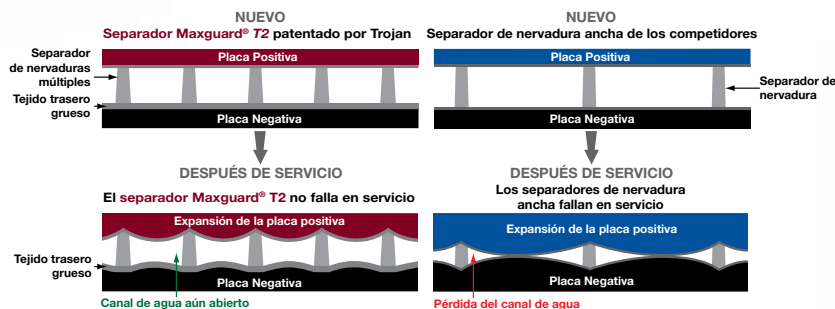 NUEVO
Separador Maxguard® T2 patentado por Trojan
Placa Positiva
Separador
de nervaduras
múltiples
Tejido trasero
grueso
Placa Negativa
NUEVO
Separador de nervadura ancha de los competidores
Placa Positiva
Separador de
nervadura
Placa Negativa
DESPUÉS DE SERVICIO
El separador Maxguard® T2 no falla en servicio
Expansión de la placa positiva
Tejido trasero
grueso
Placa Negativa
Canal de agua aún abierto
DESPUÉS DE SERVICIO
Los separadores de nervadura
ancha fallan en servicio
Expansión de la placa positiva
Placa Negativa
Pérdida del canal de agua